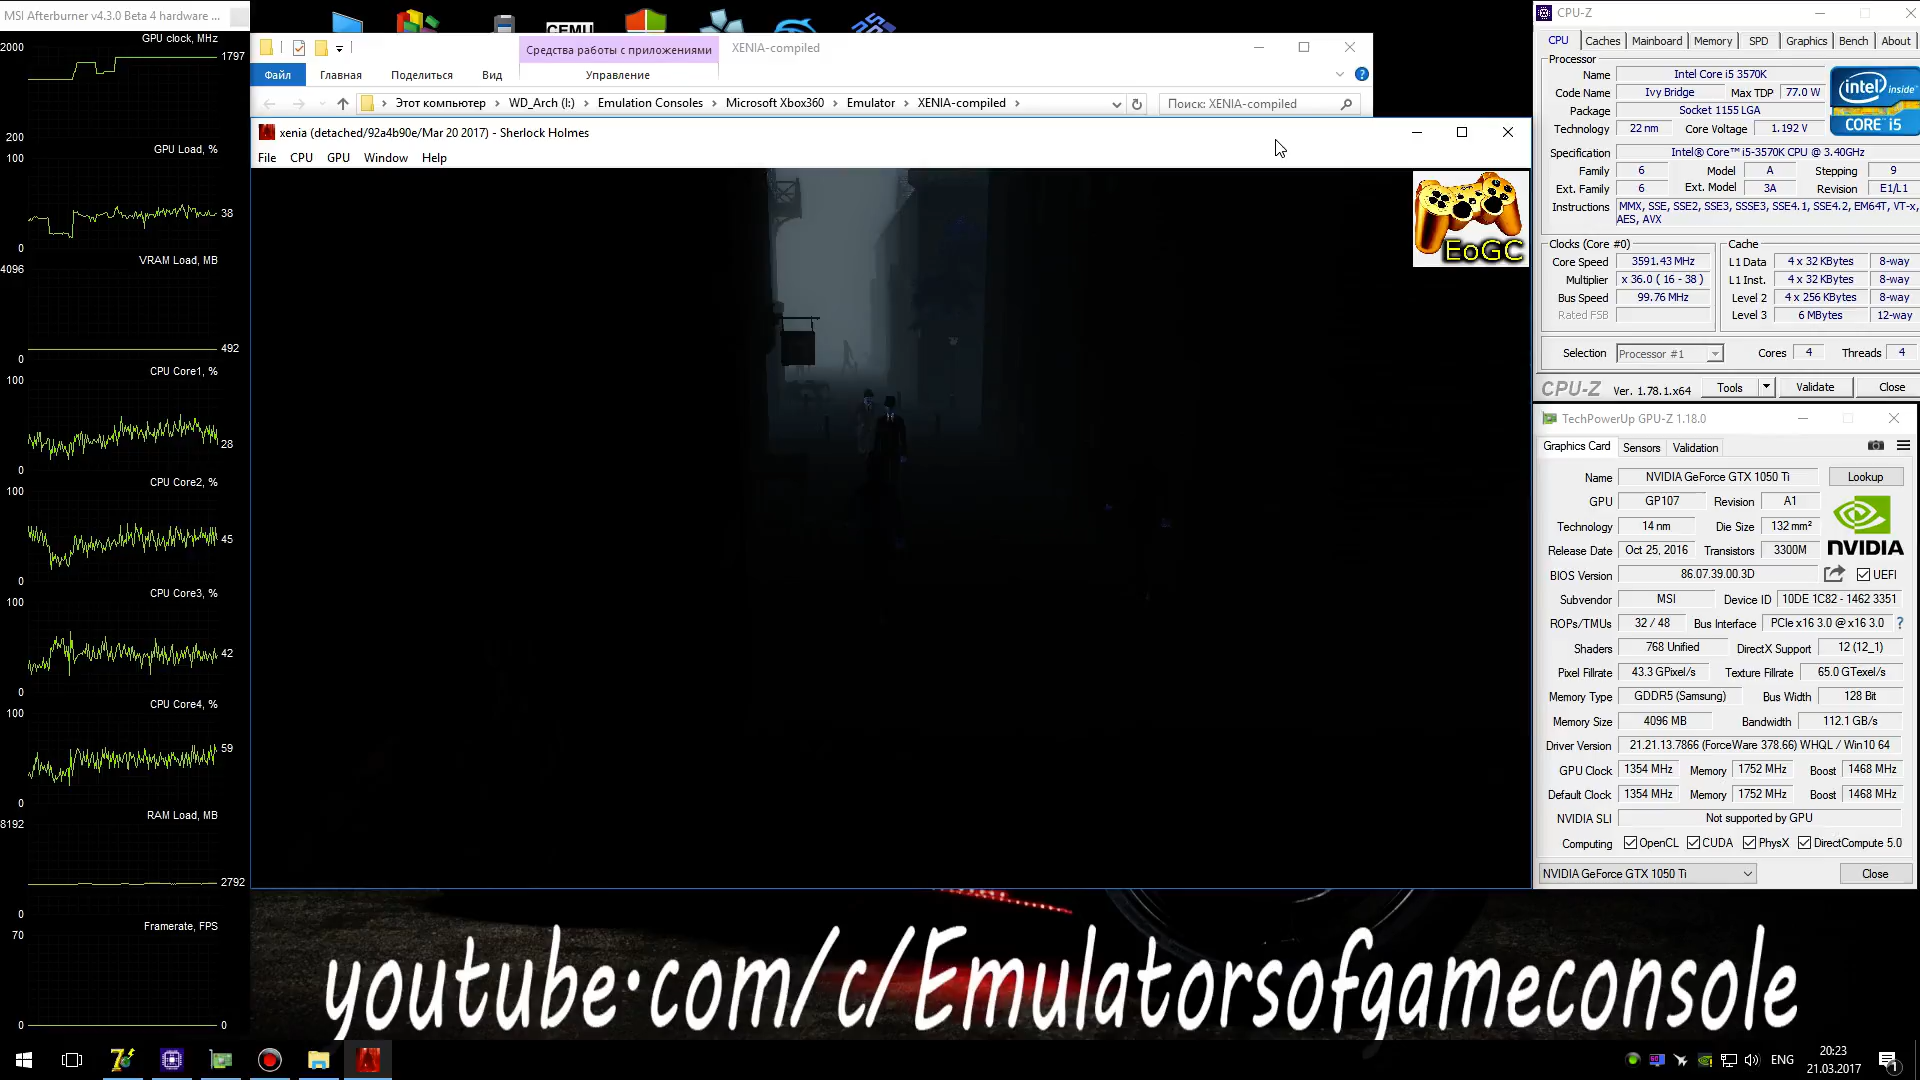 MSI Afterburner v4.3.0 Beta 4 hardware ...
GPU clock, MHz
2000
1797
200
GPU Load, %
100
38
0
VRAM Load, MB
4096
492
0
CPU Core1, %
100
28
0
CPU Core2, %
100
45
0
CPU Core3, %
100
42
0
CPU Core4, %
100
59
0
RAM Load, MB
8192
2792
0
Framerate, FPS
70
0
0
CEMU
Средства работы с приложениями
XENIA-compiled
Файл
Главная
Поделиться
Вид
Управление
Этот компьютер > WD_Arch (I:) > Emulation Consoles > Microsoft Xbox360 > Emulator > XENIA-compiled >
Поиск: XENIA-compiled
xenia (detached/92a4b90e/Mar 20 2017) - Sherlock Holmes
File CPU GPU Window Help
EoGC
CPU-Z
CPU Caches Mainboard Memory SPD Graphics Bench About
Processor
Name Intel Core i5 3570K
Code Name Ivy Bridge Max TDP 77.0 W
Package Socket 1155 LGA
Technology 22 nm Core Voltage 1.192 V
intel inside
CORE i5
Specification Intel® Core™ i5-3570K CPU @ 3.40GHz
Family 6 Model A Stepping 9
Ext. Family 6 Ext. Model 3A Revision E1/L1
Instructions MMX, SSE, SSE2, SSE3, SSSE3, SSE4.1, SSE4.2, EM64T, VT-x,
AES, AVX
Clocks (Core #0) Cache
Core Speed 3591.43 MHz L1 Data 4 x 32 KBytes 8-way
Multiplier x 36.0 ( 16 - 38 ) L1 Inst. 4 x 32 KBytes 8-way
Bus Speed 99.76 MHz Level 2 4 x 256 KBytes 8-way
Rated FSB Level 3 6 MBytes 12-way
Selection Processor #1 Cores 4 Threads 4
CPU-Z Ver. 1.78.1.x64 Tools Validate Close
TechPowerUp GPU-Z 1.18.0
Graphics Card Sensors Validation
Name NVIDIA GeForce GTX 1050 Ti Lookup
GPU GP107 Revision A1
Technology 14 nm Die Size 132 mm²
Release Date Oct 25, 2016 Transistors 3300M
NVIDIA
BIOS Version 86.07.39.00.3D UEFI
Subvendor MSI Device ID 10DE 1C82 - 1462 3351
ROPs/TMUs 32 / 48 Bus Interface PCIe x16 3.0 @ x16 3.0 ?
Shaders 768 Unified DirectX Support 12 (12_1)
Pixel Fillrate 43.3 GPixel/s Texture Fillrate 65.0 GTexel/s
Memory Type GDDR5 (Samsung) Bus Width 128 Bit
Memory Size 4096 MB Bandwidth 112.1 GB/s
Driver Version 21.21.13.7866 (ForceWare 378.66) WHQL / Win10 64
GPU Clock 1354 MHz Memory 1752 MHz Boost 1468 MHz
Default Clock 1354 MHz Memory 1752 MHz Boost 1468 MHz
NVIDIA SLI Not supported by GPU
Computing OpenCL CUDA PhysX DirectCompute 5.0
NVIDIA GeForce GTX 1050 Ti Close
youtube.com/c/Emulatorsofgameconsole
ENG
20:23
21.03.2017
1